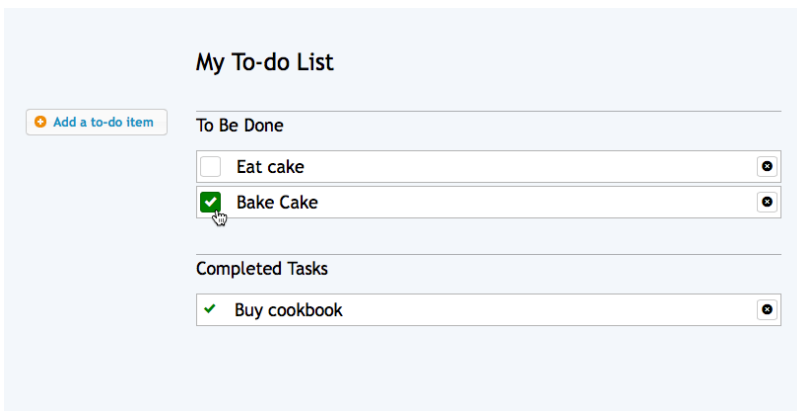 My To-do List
Add a to-do item
To Be Done
Eat cake
Bake Cake
Completed Tasks
Buy cookbook